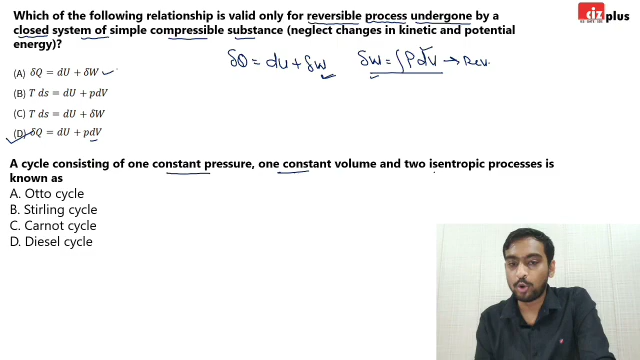 Which of the following relationship is valid only for reversible process undergone by a
closed system of simple compressible substance (neglect changes in kinetic and potential
energy)?
δQ = dU + δW δW = ∫PdV → Rev
(A) δQ = dU + δW
(B) T ds = dU + pdV
(C) T ds = dU + δW
(D) δQ = dU + pdV
A cycle consisting of one constant pressure, one constant volume and two isentropic processes is
known as
A. Otto cycle
B. Stirling cycle
C. Carnot cycle
D. Diesel cycle
plus